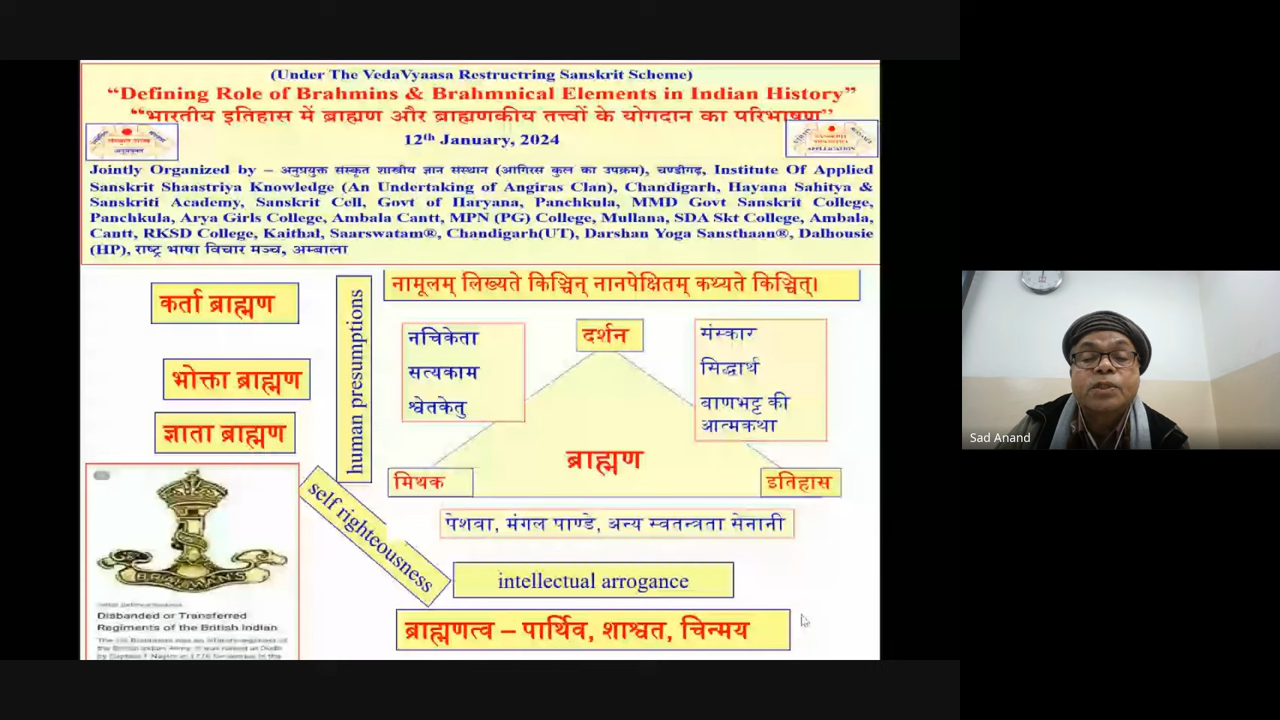 (Under The VedaVyaasa Restructring Sanskrit Scheme)
“Defining Role of Brahmins & Brahmnical Elements in Indian History”
“भारतीय इतिहास में ब्राह्मण और ब्राह्मणकीय तत्त्वों के योगदान का परिभाषण”
12th January, 2024
Jointly Organized by – अनुप्रयुक्त संस्कृत शास्त्रीय ज्ञान संस्थान (आंगिरस कुल का उपक्रम), चण्डीगढ़, Institute Of Applied
Sanskrit Shaastriya Knowledge (An Undertaking of Angiras Clan), Chandigarh, Hayana Sahitya &
Sanskriti Academy, Sanskrit Cell, Govt of Haryana, Panchkula, MMD Govt Sanskrit College,
Panchkula, Arya Girls College, Ambala Cantt, MPN (PG) College, Mullana, SDA Skt College, Ambala,
Cantt, RKSD College, Kaithal, Saarswatam®, Chandigarh(UT), Darshan Yoga Sansthaan®, Dalhousie
(HP), राष्ट्र भाषा विचार मञ्च, अम्बाला
नामूलम् लिख्यते किञ्चिन् नानपेक्षितम् कथ्यते किञ्चित्।
कर्ता ब्राह्मण
भोक्ता ब्राह्मण
ज्ञाता ब्राह्मण
human presumptions
self righteousness
नचिकेता
सत्यकाम
श्वेतकेतु
दर्शन
संस्कार
सिद्धार्थ
बाणभट्ट की
आत्मकथा
ब्राह्मण
मिथक
इतिहास
पेशवा, मंगल पाण्डे, अन्य स्वतन्त्रता सेनानी
intellectual arrogance
ब्राह्मणत्व – पार्थिव, शाश्वत, चिन्मय
BRAHMANS
Disbanded or Transferred
Regiments of the British Indian
Sad Anand